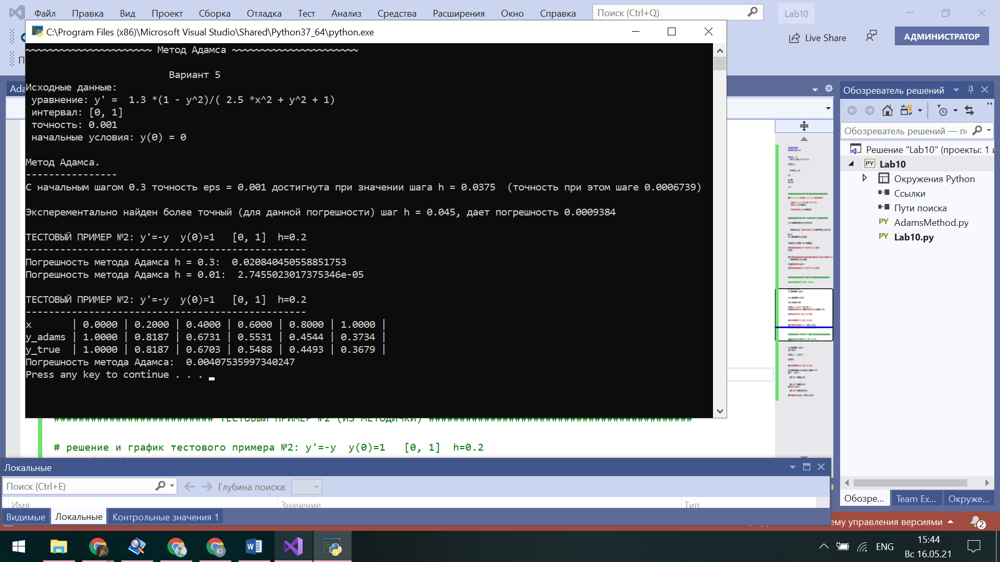 Файл Правка Вид Проект Сборка Отладка Тест Анализ Средства Расширения Окно Справка Поиск (Ctrl+Q) Lab10
C:\Program Files (x86)\Microsoft Visual Studio\Shared\Python37_64\python.exe
Live Share
АДМИНИСТРАТОР
~~~~~~~~~~~~~~~~~~~~~~ Метод Адамса ~~~~~~~~~~~~~~~~~~~~~~
Вариант 5
Исходные данные:
уравнение: y' =  1.3 *(1 - y^2)/( 2.5 *x^2 + y^2 + 1)
интервал: [0, 1]
точность: 0.001
начальные условия: y(0) = 0
Метод Адамса.
----------------
С начальным шагом 0.3 точность eps = 0.001 достигнута при значении шага h = 0.0375  (точность при этом шаге 0.0006739)
Эксперементально найден более точный (для данной погрешности) шаг h = 0.045, дает погрешность 0.0009384
ТЕСТОВЫЙ ПРИМЕР №2: y'=-y  y(0)=1   [0, 1]  h=0.2
-------------------------------------------------
Погрешность метода Адамса h = 0.3:  0.020840450558851753
Погрешность метода Адамса h = 0.01:  2.7455023017375346e-05
ТЕСТОВЫЙ ПРИМЕР №2: y'=-y  y(0)=1   [0, 1]  h=0.2
-------------------------------------------------
x       | 0.0000 | 0.2000 | 0.4000 | 0.6000 | 0.8000 | 1.0000 |
y_adams | 1.0000 | 0.8187 | 0.6731 | 0.5531 | 0.4544 | 0.3734 |
y_true  | 1.0000 | 0.8187 | 0.6703 | 0.5488 | 0.4493 | 0.3679 |
Погрешность метода Адамса:  0.00407535997340247
Press any key to continue . . .
########################## ТЕСТОВЫЙ ПРИМЕР №2 (ИЗ МЕТОДИЧКИ) ###########################################
# решение и график тестового примера №2: y'=-y  y(0)=1   [0, 1]  h=0.2
Обозреватель решений
Обозреватель решений — по
Решение "Lab10" (проекты: 1 и
PY Lab10
Окружения Python
Ссылки
Пути поиска
PY AdamsMethod.py
PY Lab10.py
Обозре... Team Ex... Окруже...
Локальные
Поиск (Ctrl+E)
Глубина поиска:
Имя Значение Тип
Видимые Локальные Контрольные значения 1
ему управления версиями
2
ENG
15:44
Вс 16.05.21